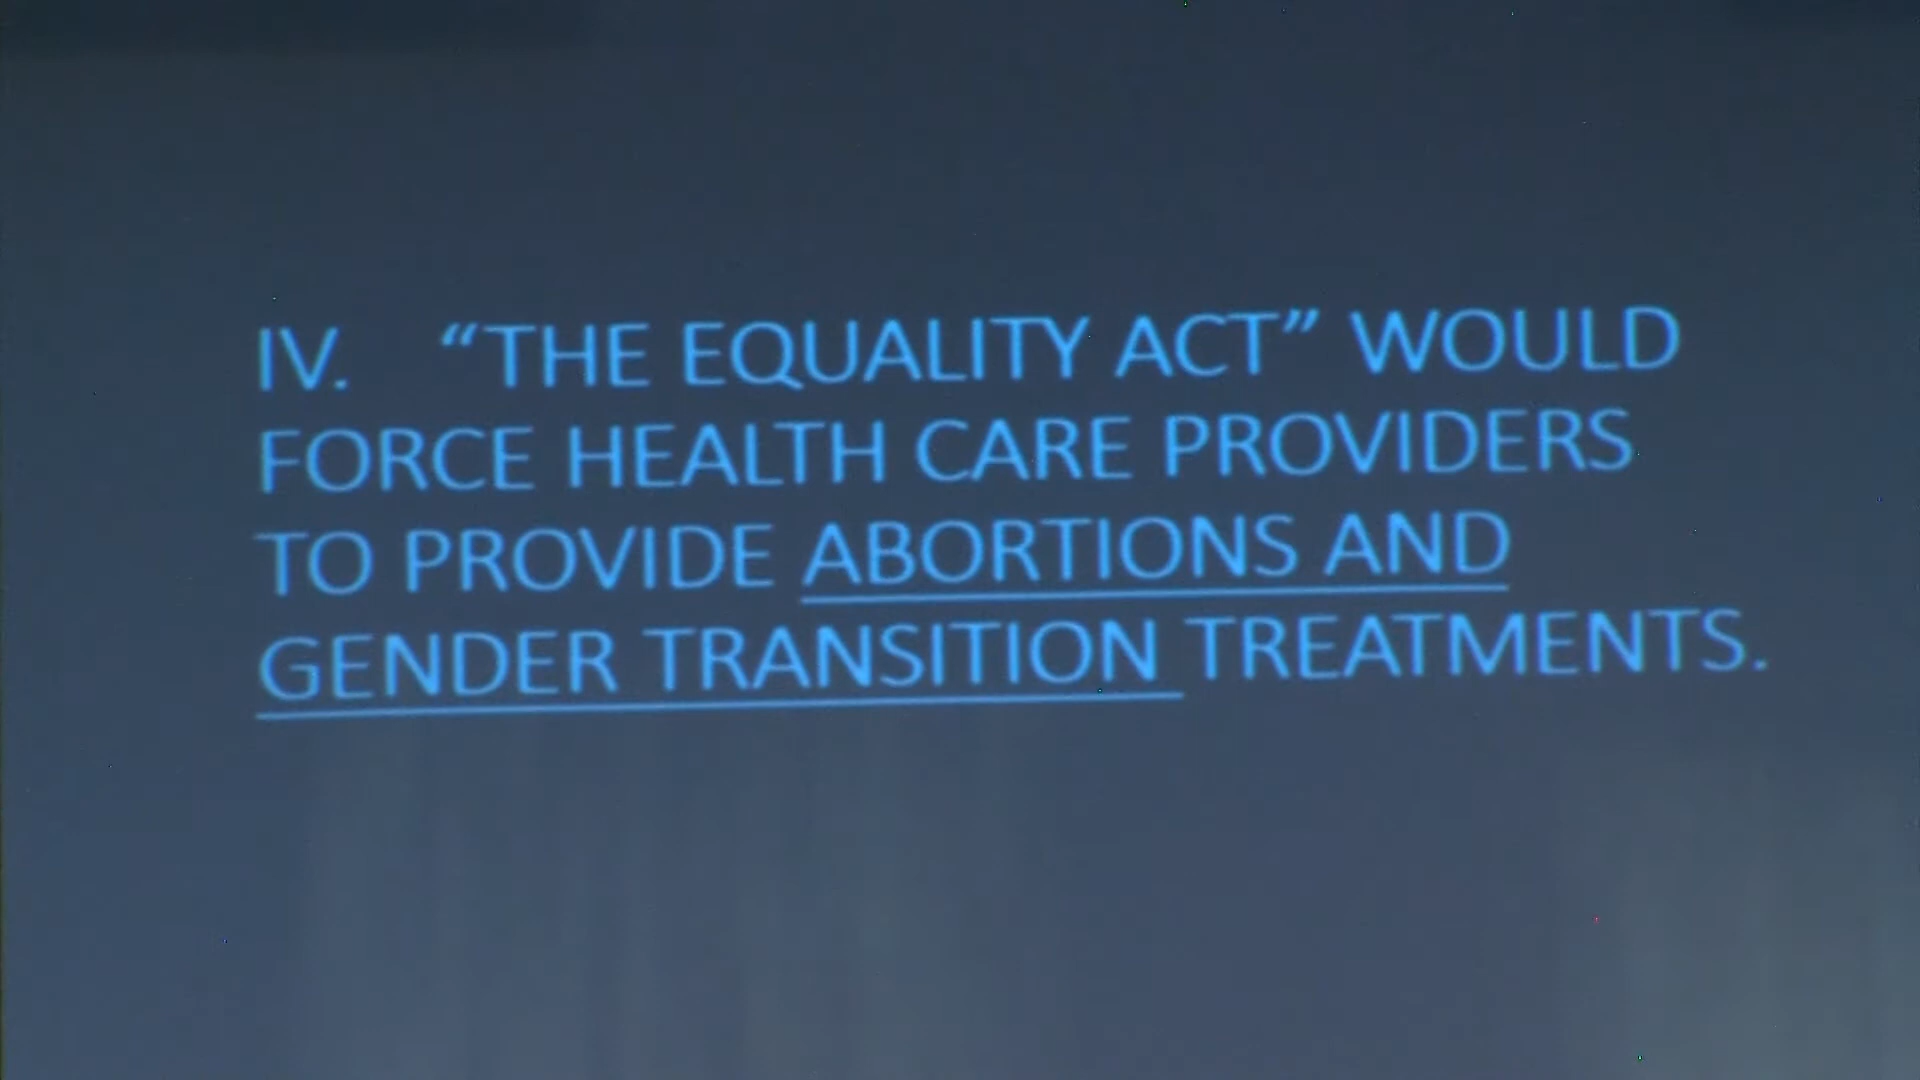 IV. “THE EQUALITY ACT” WOULD
FORCE HEALTH CARE PROVIDERS
TO PROVIDE ABORTIONS AND
GENDER TRANSITION TREATMENTS.